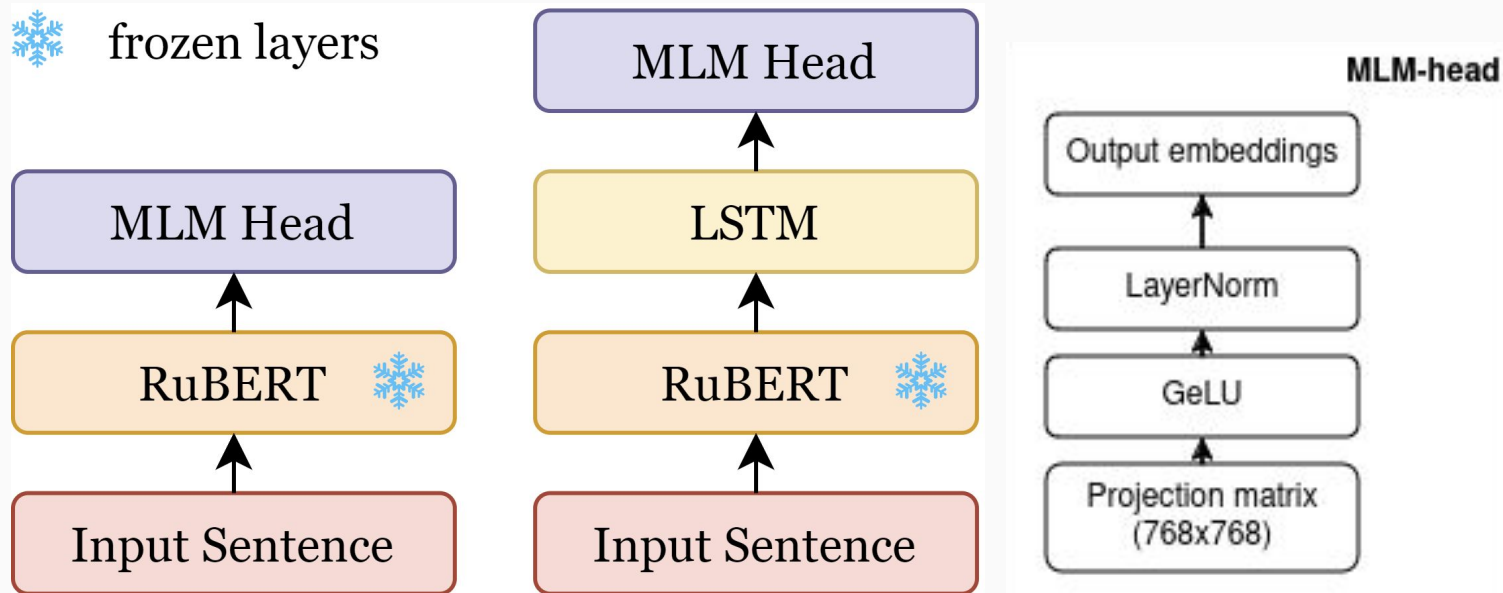 frozen layers
MLM Head
RuBERT
Input Sentence
MLM Head
LSTM
RuBERT
Input Sentence
MLM-head
Output embeddings
LayerNorm
GeLU
Projection matrix
(768x768)